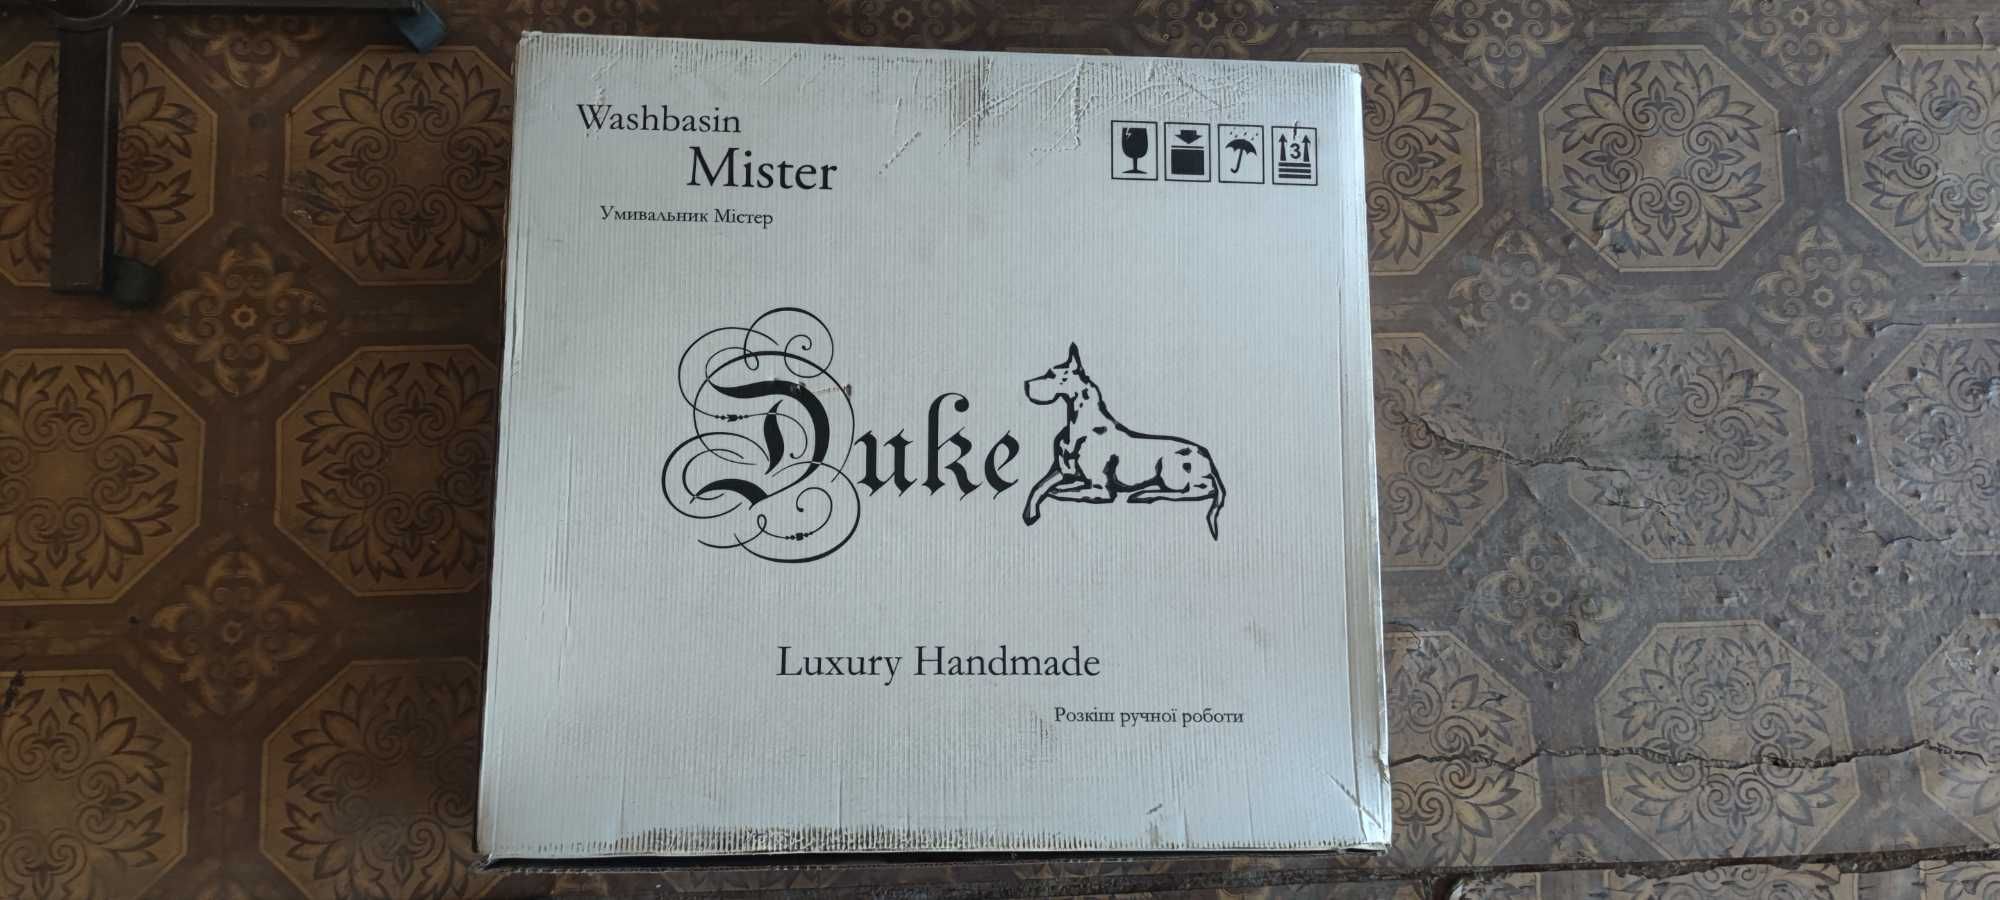 Washbasin
Mister
Умивальник Містер
3
Duke
Luxury Handmade
Розкіш ручної роботи